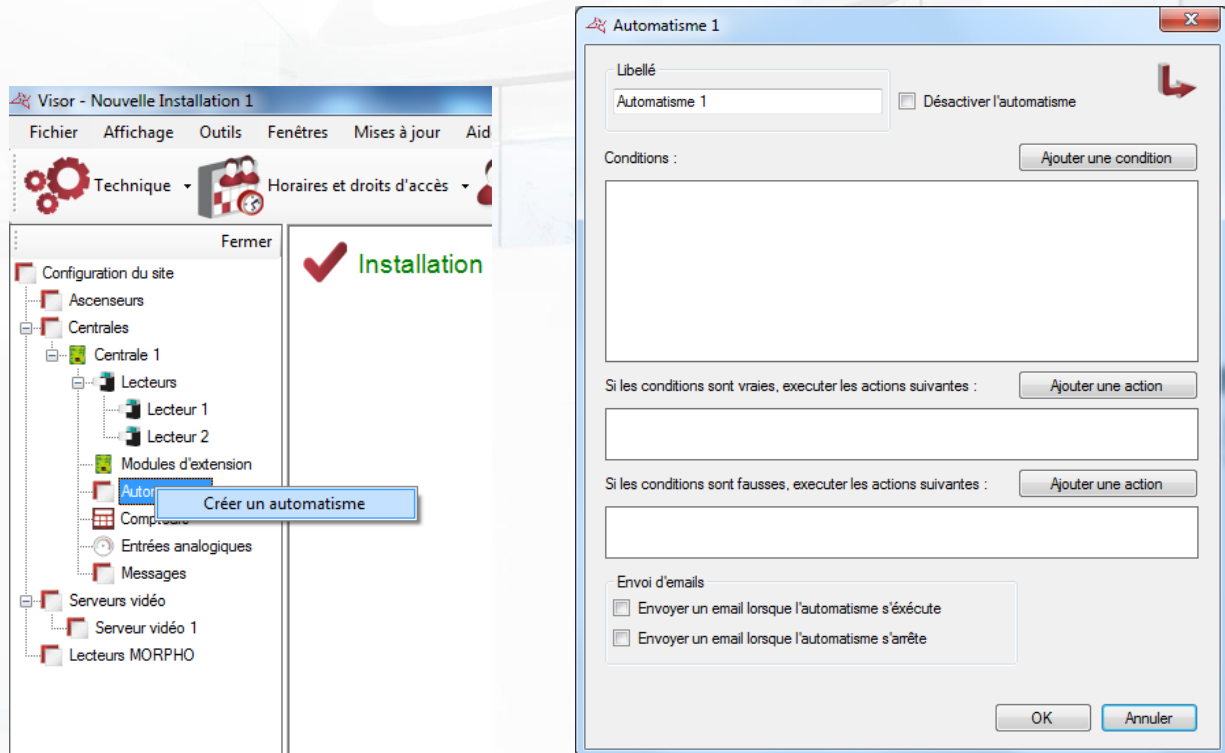 Visor - Nouvelle Installation 1
Fichier Affichage Outils Fenêtres Mises à jour Aid
Technique Horaires et droits d'accès
Fermer
Installation
Configuration du site
Ascenseurs
Centrales
Centrale 1
Lecteurs
Lecteur 1
Lecteur 2
Modules d'extension
Autom
Créer un automatisme
Compteurs
Entrées analogiques
Messages
Serveurs vidéo
Serveur vidéo 1
Lecteurs MORPHO
Automatisme 1
Libellé
Automatisme 1
Désactiver l'automatisme
Conditions :
Ajouter une condition
Si les conditions sont vraies, executer les actions suivantes :
Ajouter une action
Si les conditions sont fausses, executer les actions suivantes :
Ajouter une action
Envoi d'emails
Envoyer un email lorsque l'automatisme s'éxécute
Envoyer un email lorsque l'automatisme s'arrête
OK Annuler